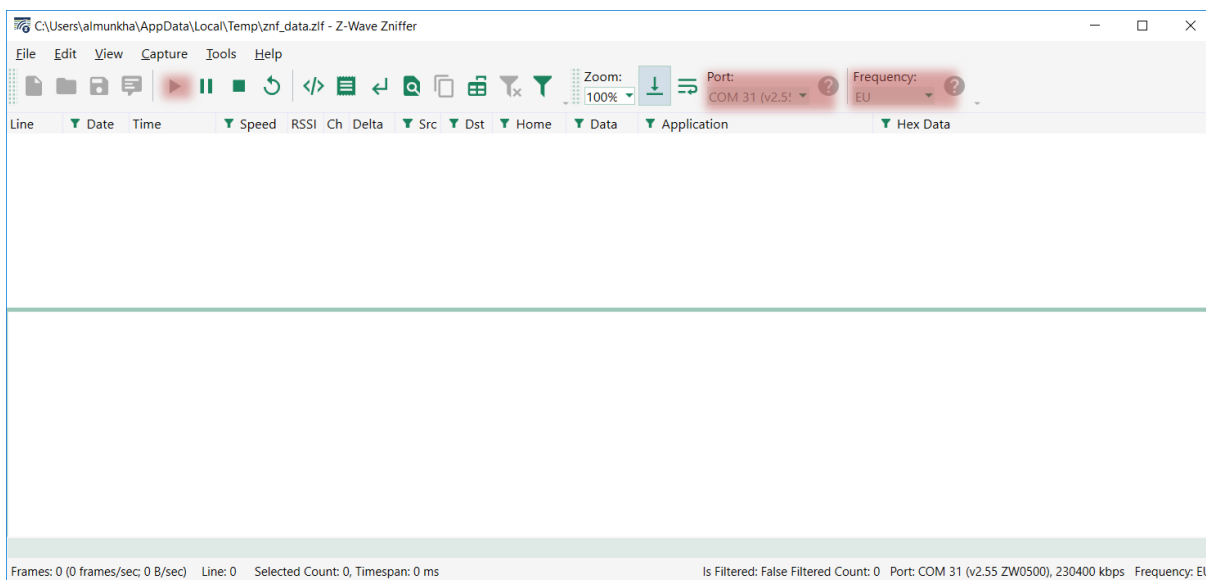 C:\Users\almunkha\AppData\Local\Temp\znf_data.zlf - Z-Wave Zniffer
File Edit View Capture Tools Help
Zoom: Port: Frequency:
100% COM 31 (v2.5! EU
Line Date Time Speed RSSI Ch Delta Src Dst Home Data Application Hex Data
Frames: 0 (0 frames/sec; 0 B/sec) Line: 0 Selected Count: 0, Timespan: 0 ms Is Filtered: False Filtered Count: 0 Port: COM 31 (v2.55 ZW0500), 230400 kbps Frequency: EU